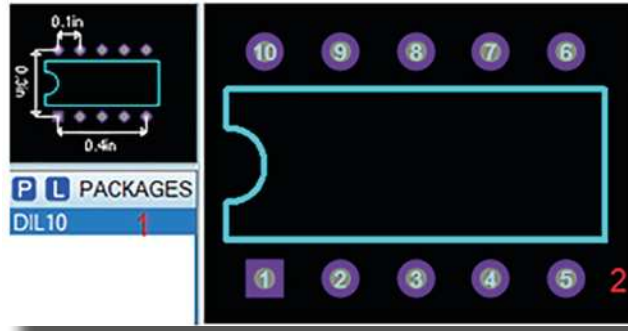 0.1in
0.3in
0.4in
P L PACKAGES
DIL10 1
10 9 8 7 6
1 2 3 4 5 2